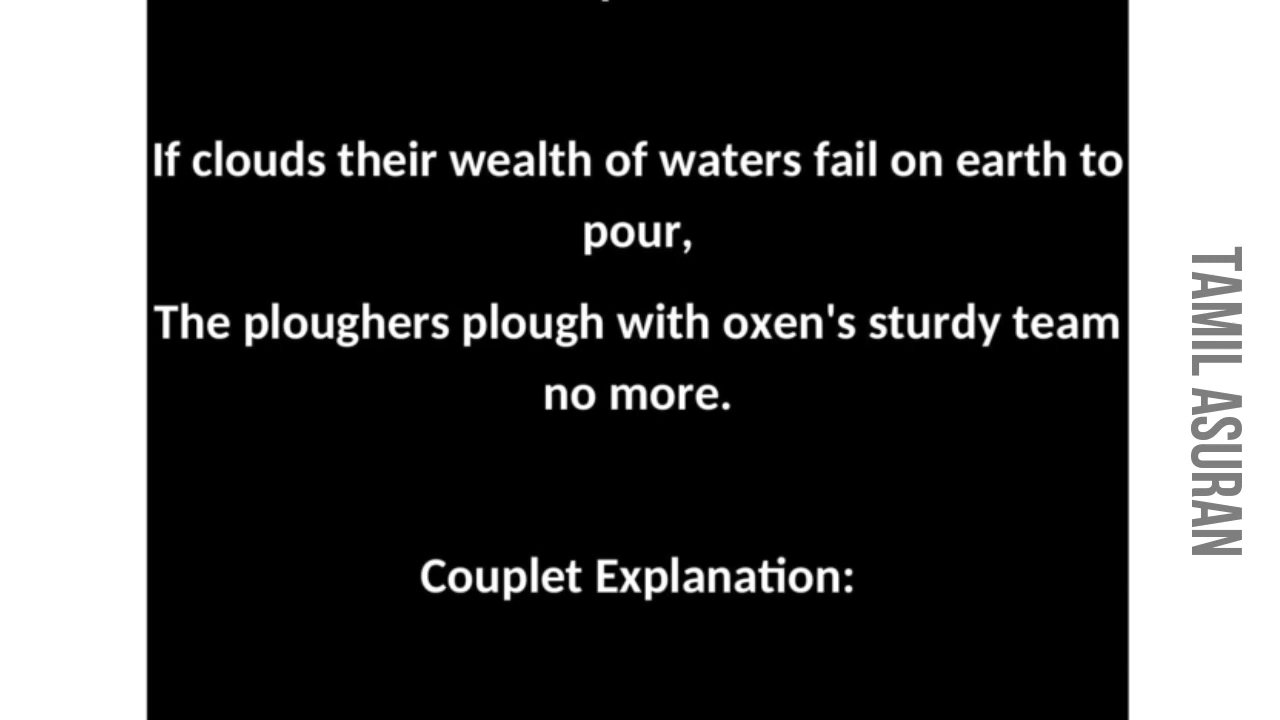 If clouds their wealth of waters fail on earth to
pour,
The ploughers plough with oxen's sturdy team
no more.
Couplet Explanation:
TAMIL ASURAN